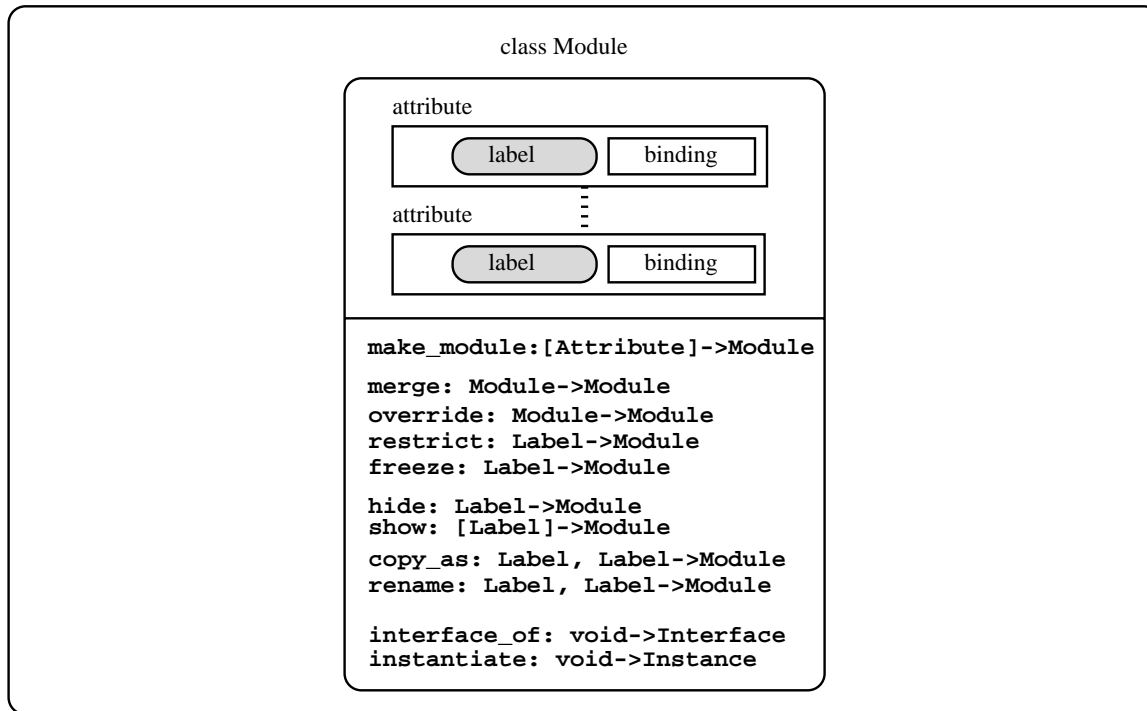 class Module
attribute
label binding
attribute
label binding
make_module:[Attribute]->Module
merge: Module->Module
override: Module->Module
restrict: Label->Module
freeze: Label->Module
hide: Label->Module
show: [Label]->Module
copy_as: Label, Label->Module
rename: Label, Label->Module
interface_of: void->Interface
instantiate: void->Instance